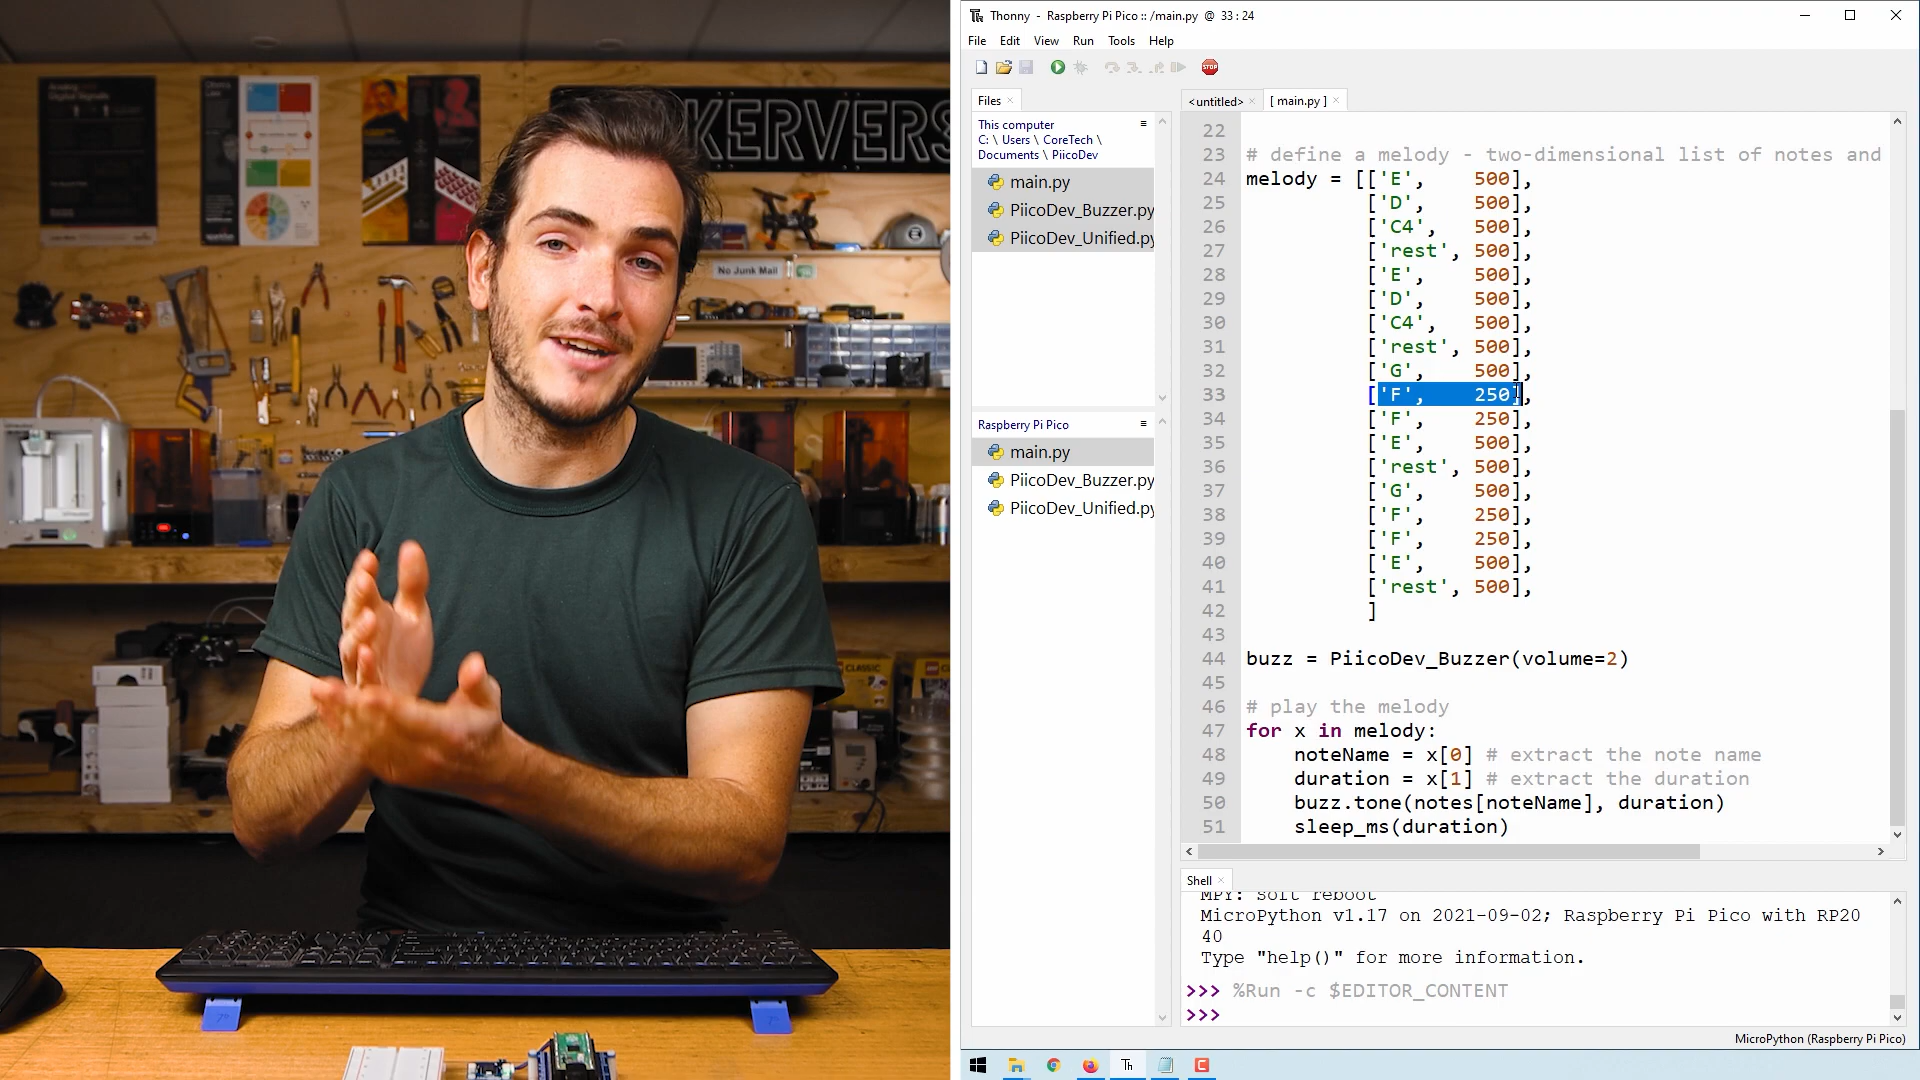 KERVERS
No Junk Mail
CLASSIC
Thonny - Raspberry Pi Pico :: /main.py @ 33 : 24
File Edit View Run Tools Help
STOP
Files
<untitled> [ main.py ]
This computer
C: \ Users \ CoreTech \
Documents \ PiicoDev
main.py
PiicoDev_Buzzer.py
PiicoDev_Unified.py
Raspberry Pi Pico
main.py
PiicoDev_Buzzer.py
PiicoDev_Unified.py
22
23 # define a melody - two-dimensional list of notes and
24 melody = [['E', 500],
25 ['D', 500],
26 ['C4', 500],
27 ['rest', 500],
28 ['E', 500],
29 ['D', 500],
30 ['C4', 500],
31 ['rest', 500],
32 ['G', 500],
33 ['F', 250],
34 ['F', 250],
35 ['E', 500],
36 ['rest', 500],
37 ['G', 500],
38 ['F', 250],
39 ['F', 250],
40 ['E', 500],
41 ['rest', 500],
42 ]
43
44 buzz = PiicoDev_Buzzer(volume=2)
45
46 # play the melody
47 for x in melody:
48 noteName = x[0] # extract the note name
49 duration = x[1] # extract the duration
50 buzz.tone(notes[noteName], duration)
51 sleep_ms(duration)
Shell
MPY: soft reboot
MicroPython v1.17 on 2021-09-02; Raspberry Pi Pico with RP20
40
Type "help()" for more information.
>>> %Run -c $EDITOR_CONTENT
>>>
MicroPython (Raspberry Pi Pico)
Th